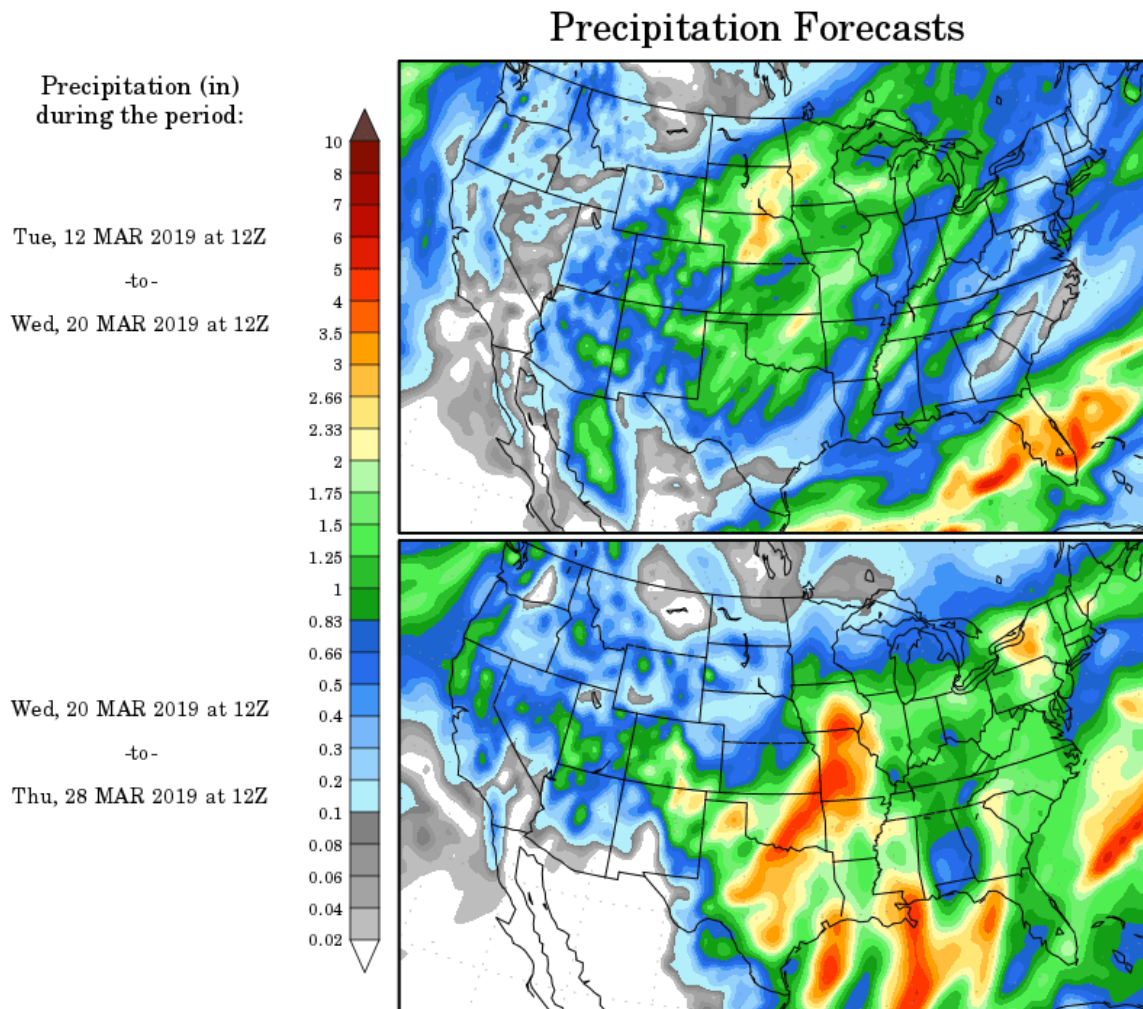 Precipitation Forecasts
Precipitation (in)
during the period:
Tue, 12 MAR 2019 at 12Z
-to-
Wed, 20 MAR 2019 at 12Z
Wed, 20 MAR 2019 at 12Z
-to-
Thu, 28 MAR 2019 at 12Z
10
8
7
6
5
4
3.5
3
2.66
2.33
2
1.75
1.5
1.25
1
0.83
0.66
0.5
0.4
0.3
0.2
0.1
0.08
0.06
0.04
0.02